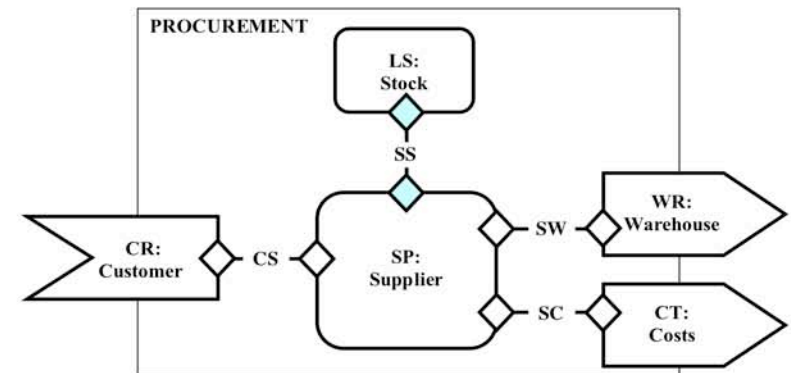 PROCUREMENT
LS:
Stock
SS
WR:
Warehouse
SW
CR:
Customer
CS
SP:
Supplier
SC
CT:
Costs